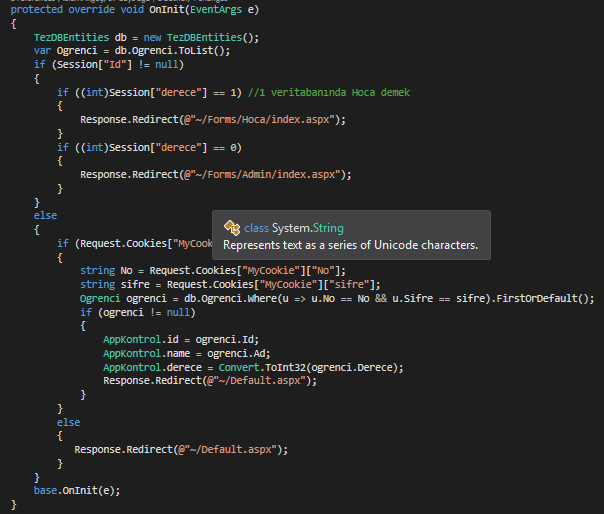 protected override void OnInit(EventArgs e)
{
TezDBEntities db = new TezDBEntities();
var Ogrenci = db.Ogrenci.ToList();
if (Session["Id"] != null)
{
if ((int)Session["derece"] == 1) //1 veritabanında Hoca demek
{
Response.Redirect(@"~/Forms/Hoca/index.aspx");
}
if ((int)Session["derece"] == 0)
{
Response.Redirect(@"~/Forms/Admin/index.aspx");
}
}
else
{
class System.String
Represents text as a series of Unicode characters.
if (Request.Cookies["MyCook
{
string No = Request.Cookies["MyCookie"]["No"];
string sifre = Request.Cookies["MyCookie"]["sifre"];
Ogrenci ogrenci = db.Ogrenci.Where(u => u.No == No && u.Sifre == sifre).FirstOrDefault();
if (ogrenci != null)
{
AppKontrol.id = ogrenci.Id;
AppKontrol.name = ogrenci.Ad;
AppKontrol.derece = Convert.ToInt32(ogrenci.Derece);
Response.Redirect(@"~/Default.aspx");
}
}
else
{
Response.Redirect(@"~/Default.aspx");
}
}
base.OnInit(e);
}